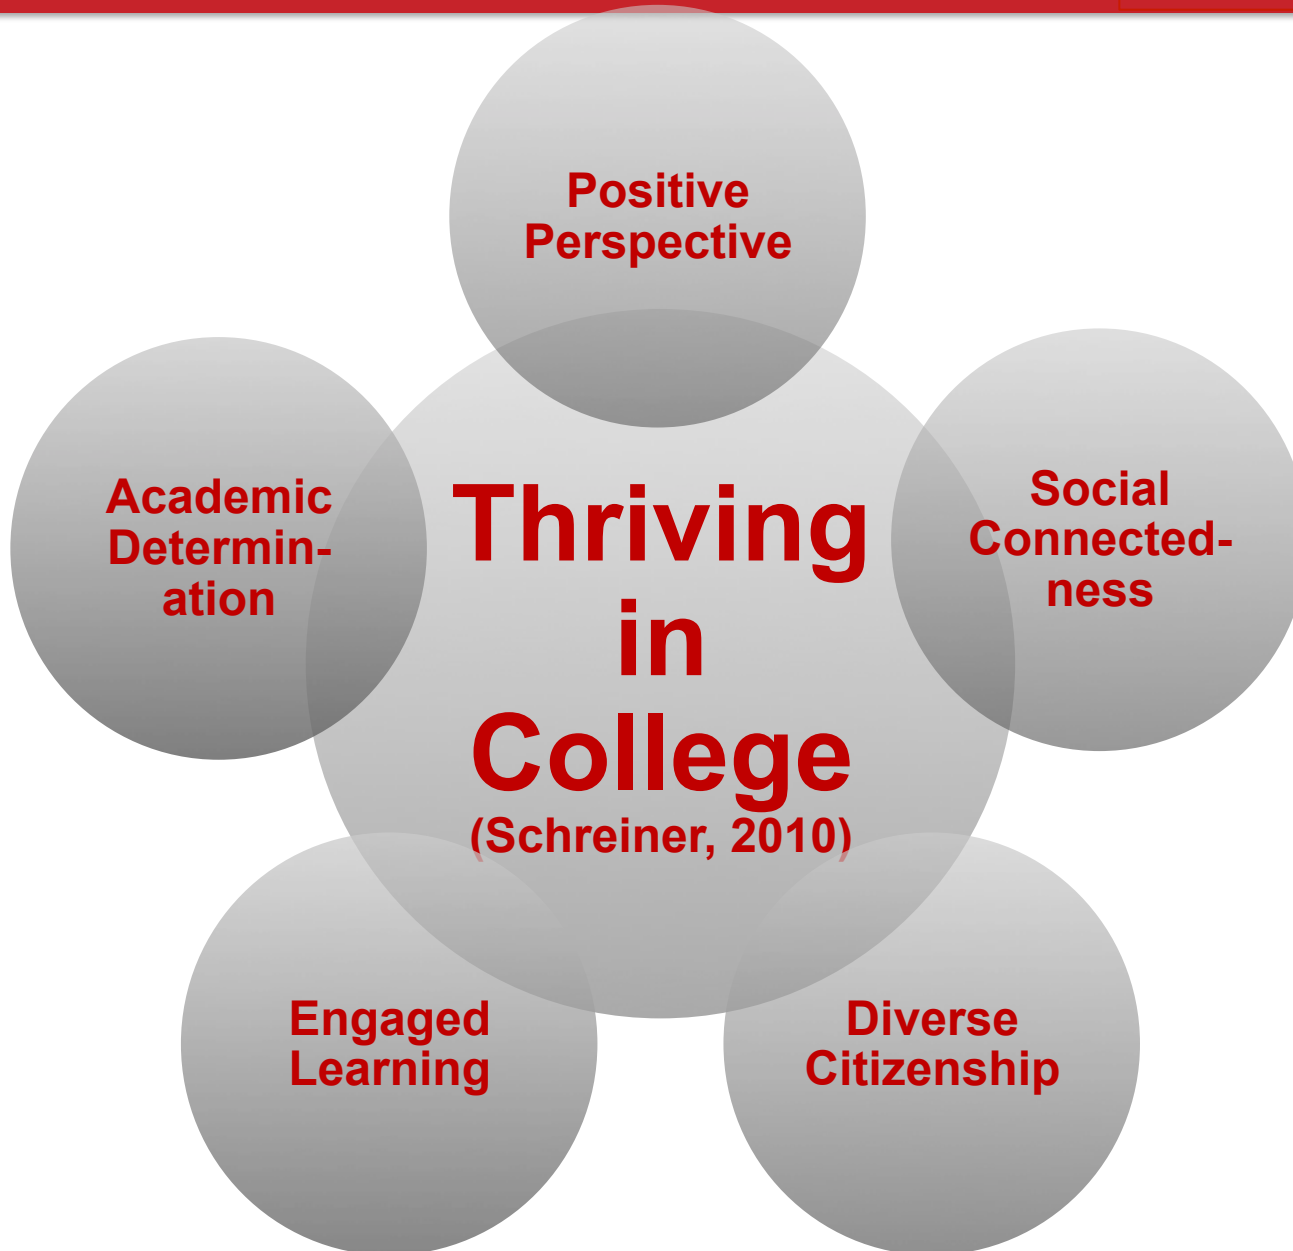 Positive
Perspective
Academic
Determin-
ation
Thriving
in
College
(Schreiner, 2010)
Social
Connected-
ness
Engaged
Learning
Diverse
Citizenship